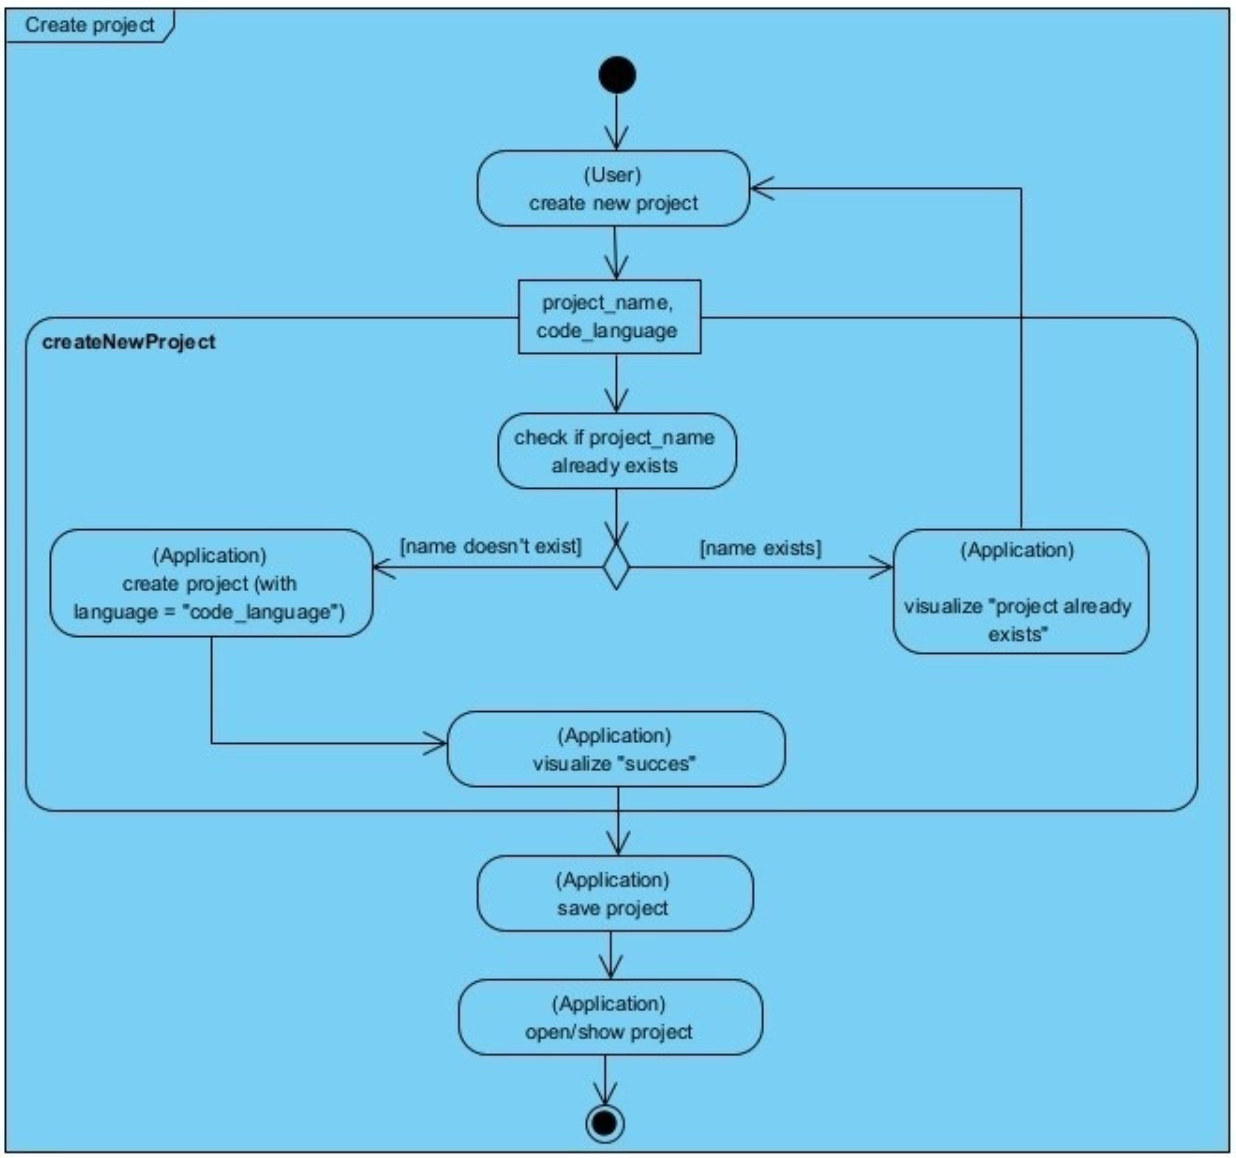 Create project
(User)
create new project
project_name,
code_language
createNewProject
check if project_name
already exists
[name doesn't exist]
[name exists]
(Application)
create project (with
language = "code_language")
(Application)
visualize "project already
exists"
(Application)
visualize "succes"
(Application)
save project
(Application)
open/show project